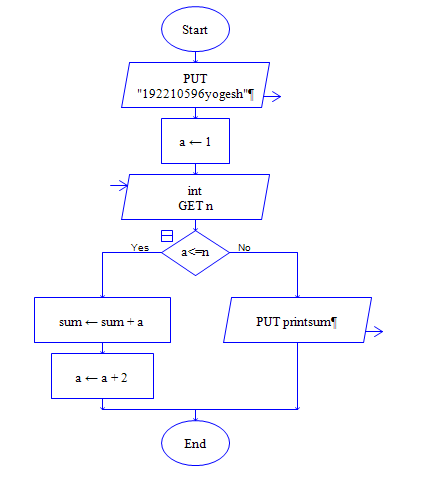 Start
PUT
"192210596yogesh"¶
a ← 1
int
GET n
Yes
a<=n
No
sum ← sum + a
PUT printsum¶
a ← a + 2
End